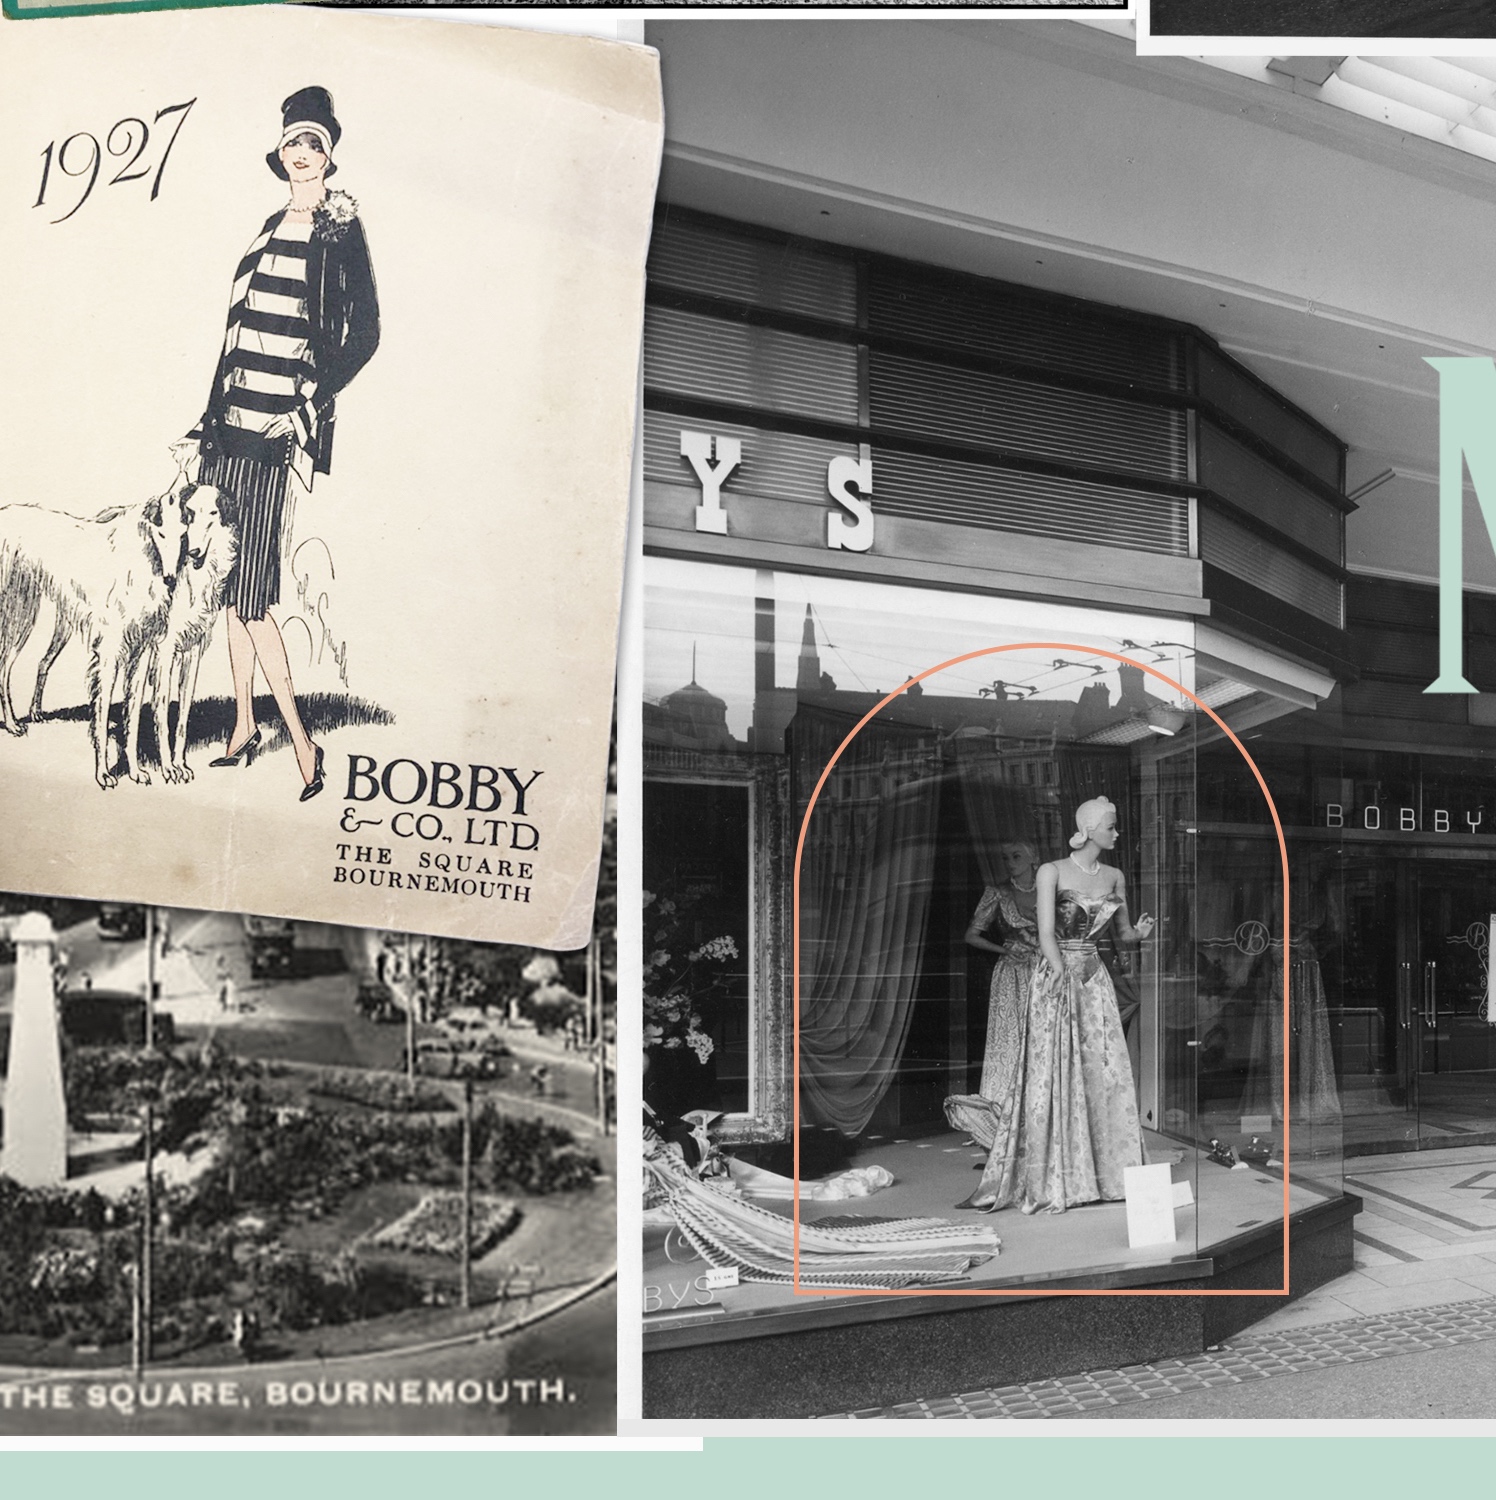 1927
BOBBY
& CO., LTD.
THE SQUARE
BOURNEMOUTH
THE SQUARE, BOURNEMOUTH.
YS
BOBBY
B
BYS